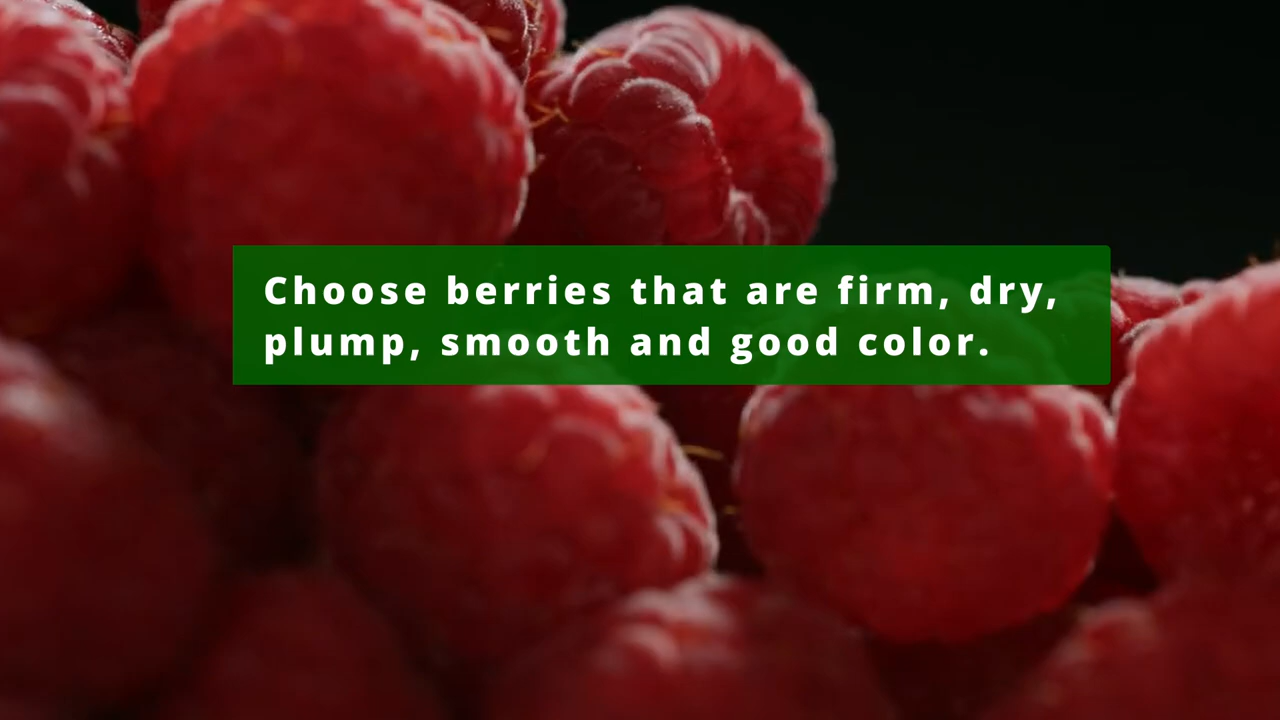 Choose berries that are firm, dry,
plump, smooth and good color.